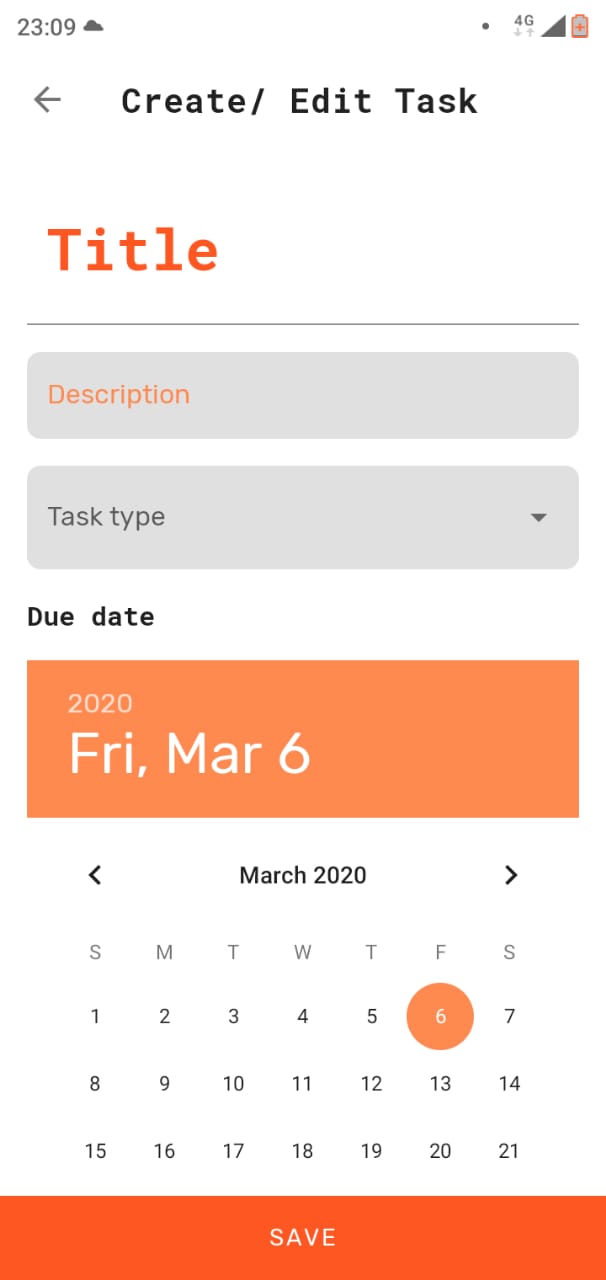 23:09 4G
Create/ Edit Task
Title
Description
Task type
Due date
2020
Fri, Mar 6
March 2020
S M T W T F S
1 2 3 4 5 6 7
8 9 10 11 12 13 14
15 16 17 18 19 20 21
SAVE